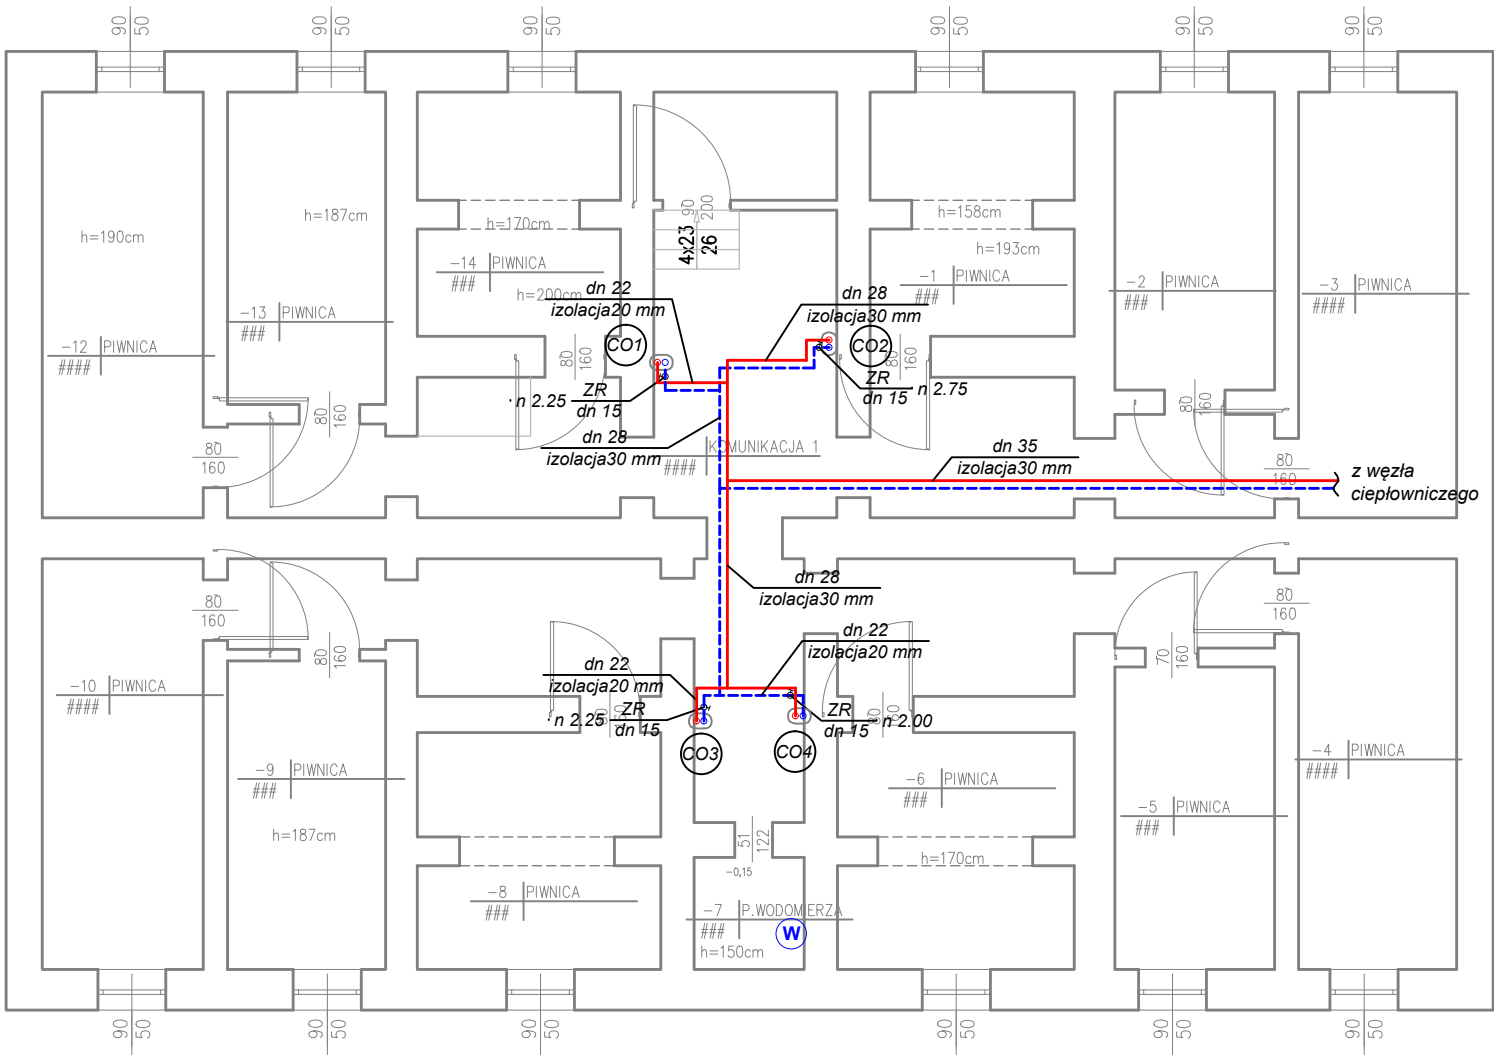 90 50
90 50
90 50
90 50
90 50
90 50
h=190cm
h=187cm
h=170cm
90 200
4x23
26
h=158cm
h=193cm
-14 PIWNICA
###
h=200cm
-1 PIWNICA
###
-2 PIWNICA
###
-3 PIWNICA
####
-13 PIWNICA
###
-12 PIWNICA
####
dn 22
izolacja20 mm
dn 28
izolacja30 mm
CO1
CO2
80 160
80 160
ZR
dn 15
n 2.25
ZR
dn 15
n 2.75
80 160
80 160
80
160
80
160
dn 28
izolacja30 mm
KOMUNIKACJA 1
####
dn 35
izolacja30 mm
z węzła
ciepłowniczego
dn 28
izolacja30 mm
80
160
80
160
dn 22
izolacja20 mm
dn 22
izolacja20 mm
80 160
70 160
-10 PIWNICA
####
ZR
dn 15
n 2.25
80 160
ZR
dn 15
n 2.00
80 160
CO3
CO4
-4 PIWNICA
####
-9 PIWNICA
###
-6 PIWNICA
###
-5 PIWNICA
###
h=187cm
51 122
-0,15
h=170cm
-8 PIWNICA
###
-7 P.WODOMIERZA
###
W
h=150cm
90 50
90 50
90 50
90 50
90 50
90 50